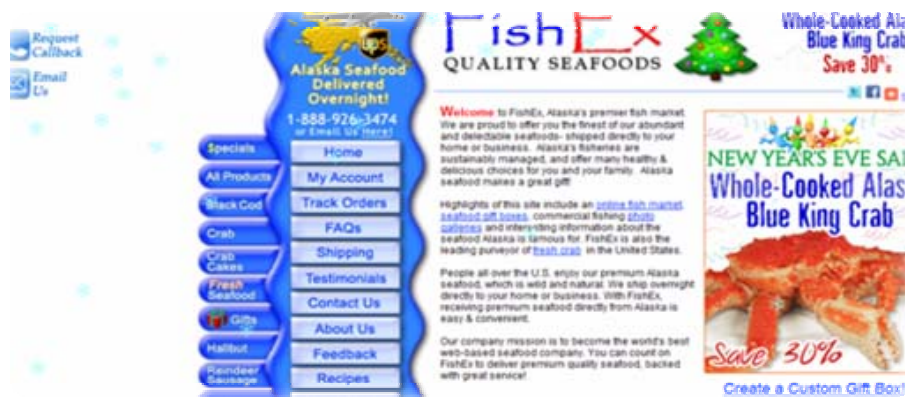 Request
Callback
Email
Us
UPS
Alaska Seafood
Delivered
Overnight!
1-888-926-3474
or Email Us Here!
Specials
All Products
Black Cod
Crab
Crab
Cakes
Fresh
Seafood
Gifts
Halibut
Reindeer
Sausage
Home
My Account
Track Orders
FAQs
Shipping
Testimonials
Contact Us
About Us
Feedback
Recipes
FishEx
QUALITY SEAFOODS
Whole-Cooked Ala
Blue King Crab
Save 30%
Welcome to FishEx, Alaska's premier fish market.
We are proud to offer you the finest of our abundant
and delectable seafoods- shipped directly to your
home or business. Alaska's fisheries are
sustainably managed, and offer many healthy &
delicious choices for you and your family. Alaska
seafood makes a great gift!
Highlights of this site include an online fish market,
seafood gift boxes, commercial fishing photo
galleries and interesting information about the
seafood Alaska is famous for. FishEx is also the
leading purveyor of fresh crab in the United States.
People all over the U.S. enjoy our premium Alaska
seafood, which is wild and natural. We ship overnight
directly to your home or business. With FishEx,
receiving premium seafood directly from Alaska is
easy & convenient.
Our company mission is to become the world's best
web-based seafood company. You can count on
FishEx to deliver premium quality seafood, backed
with great service!
NEW YEAR'S EVE SA
Whole-Cooked Alas
Blue King Crab
Save 30%
Create a Custom Gift Box!